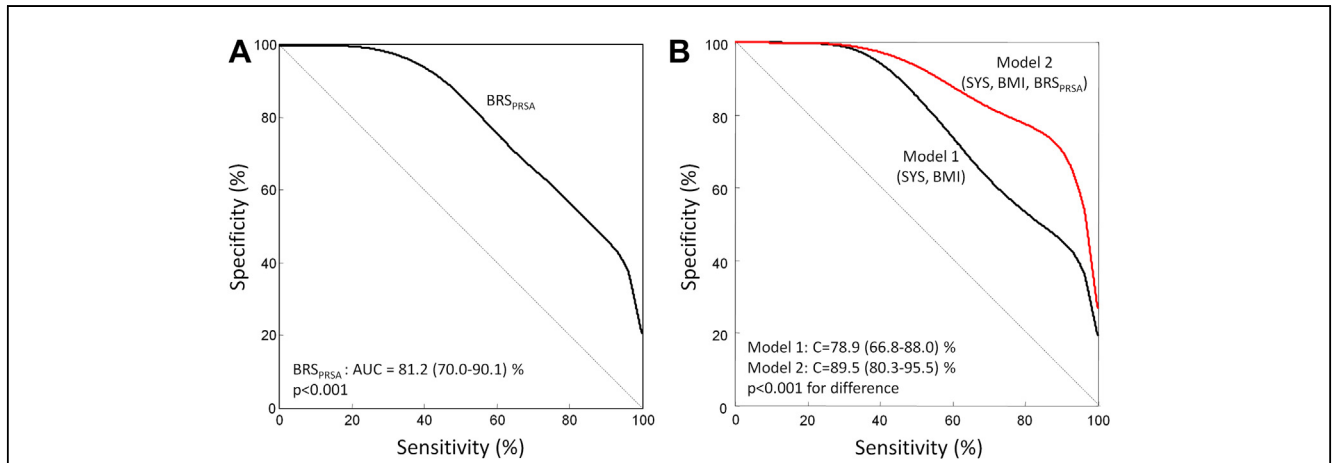 A
100
80
60
40
20
0
Specificity (%)
BRSPRSA
BRSPRSA : AUC = 81.2 (70.0-90.1) %
p<0.001
0 20 40 60 80 100
Sensitivity (%)
B
100
80
60
40
20
0
Specificity (%)
Model 2
(SYS, BMI, BRSPRSA)
Model 1
(SYS, BMI)
Model 1: C=78.9 (66.8-88.0) %
Model 2: C=89.5 (80.3-95.5) %
p<0.001 for difference
0 20 40 60 80 100
Sensitivity (%)